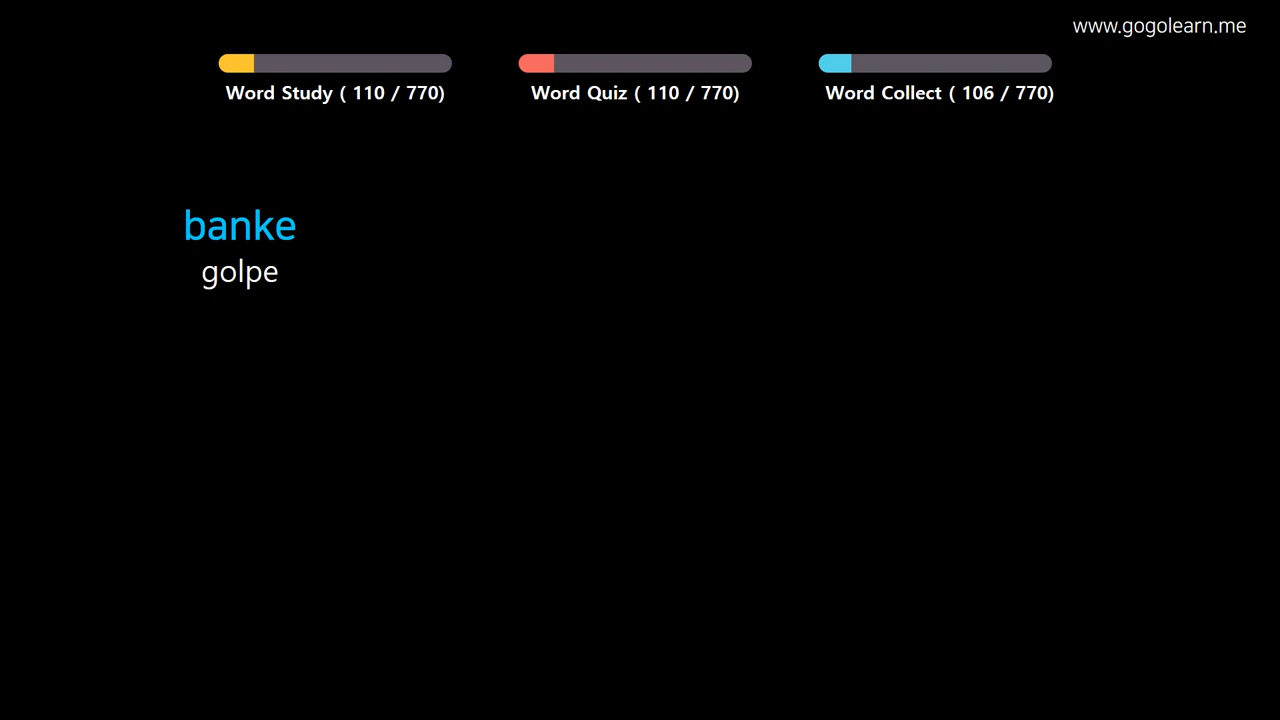 www.gogolearn.me
Word Study ( 110 / 770)
Word Quiz ( 110 / 770)
Word Collect ( 106 / 770)
banke
golpe